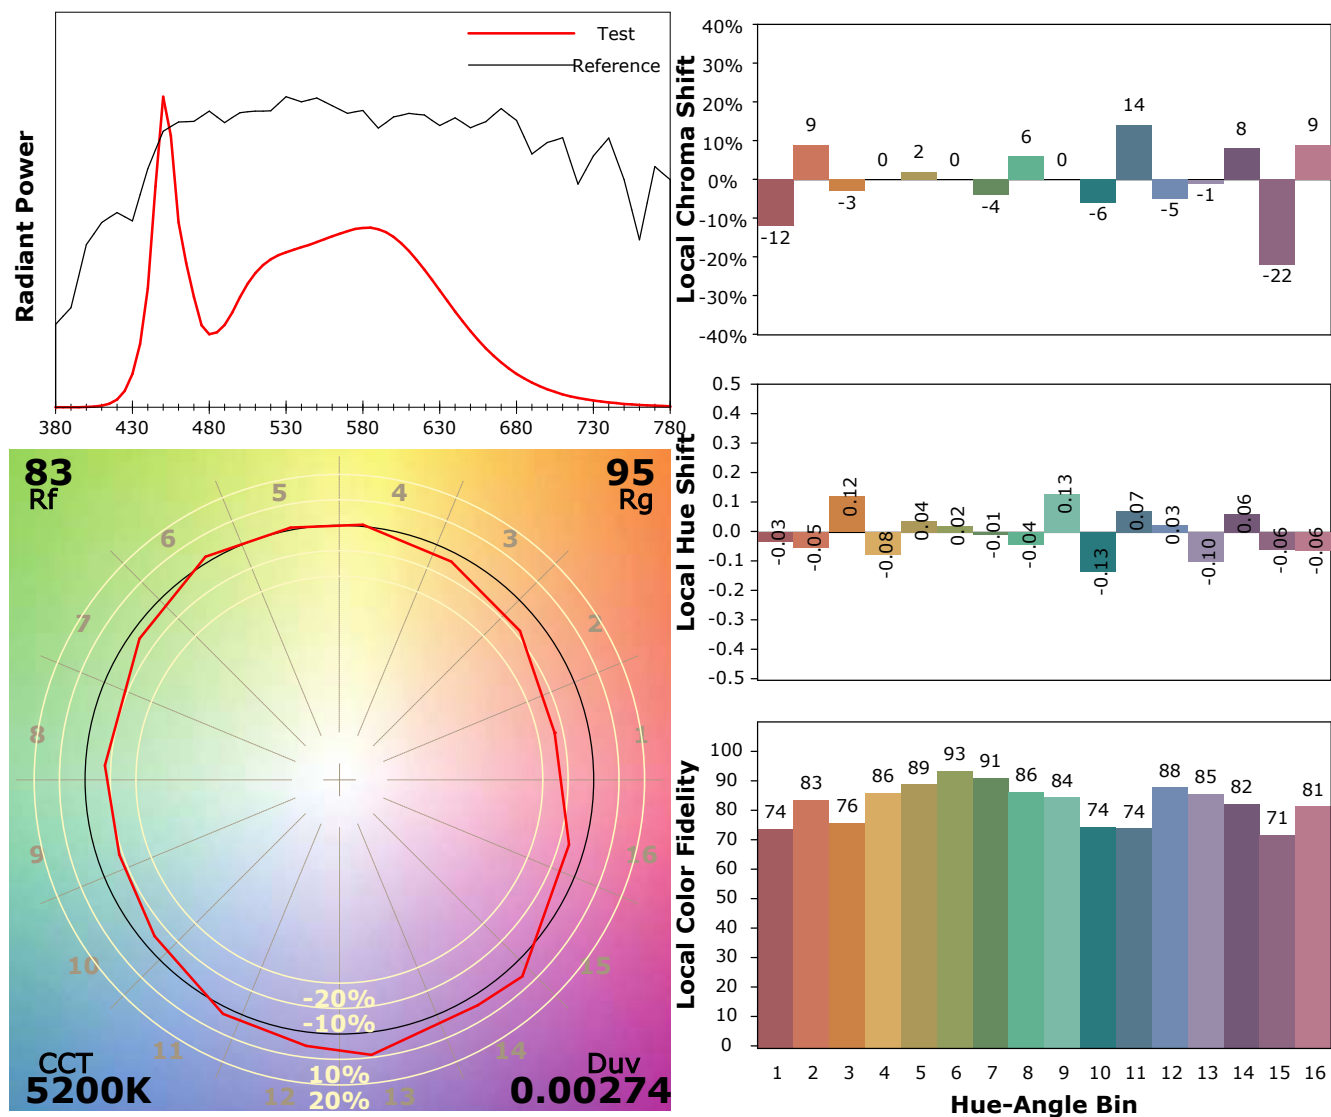 Test
Reference
Radiant Power
380 430 480 530 580 630 680 730 780
83
Rf
95
Rg
5 4
6 3
7 2
8 1
9 16
10 15
11 14
12 13
-20%
-10%
10%
20%
CCT
5200K
Duv
0.00274
Local Chroma Shift
40%
30%
20%
10%
0%
-10%
-20%
-30%
-40%
-12 9 -3 0 2 0 -4 6 0 -6 14 -5 -1 8 -22 9
Local Hue Shift
0.5
0.4
0.3
0.2
0.1
0.0
-0.1
-0.2
-0.3
-0.4
-0.5
-0.03 -0.05 0.12 -0.08 0.04 0.02 -0.01 -0.04 0.13 -0.13 0.07 0.03 -0.10 0.06 -0.06 -0.06
Local Color Fidelity
100
90
80
70
60
50
40
30
20
10
0
74 83 76 86 89 93 91 86 84 74 74 88 85 82 71 81
1 2 3 4 5 6 7 8 9 10 11 12 13 14 15 16
Hue-Angle Bin